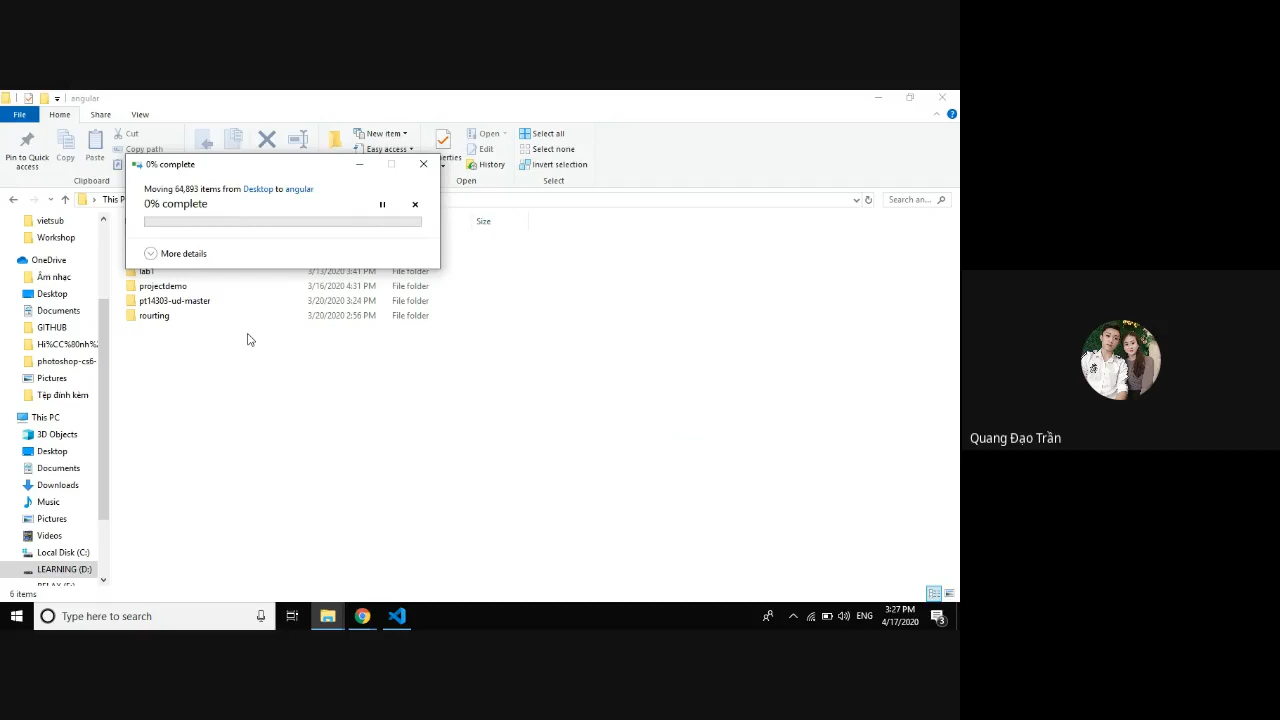 angular
File Home Share View
Pin to Quick access
Copy
Paste
Cut
Copy path
New item
Easy access
Open
Edit
History
Select all
Select none
Invert selection
Clipboard
Open
Select
0% complete
Moving 64,893 items from Desktop to angular
0% complete
More details
This P
Search an...
Size
lab1 3/13/2020 3:41 PM File folder
projectdemo 3/16/2020 4:31 PM File folder
pt14303-ud-master 3/20/2020 3:24 PM File folder
rourting 3/20/2020 2:56 PM File folder
vietsub
Workshop
OneDrive
Âm nhạc
Desktop
Documents
GITHUB
Hi%CC%80nh%2
photoshop-cs6-
Pictures
Tệp đính kèm
This PC
3D Objects
Desktop
Documents
Downloads
Music
Pictures
Videos
Local Disk (C:)
LEARNING (D:)
6 items
Type here to search
ENG
3:27 PM
4/17/2020
3
Quang Đạo Trần